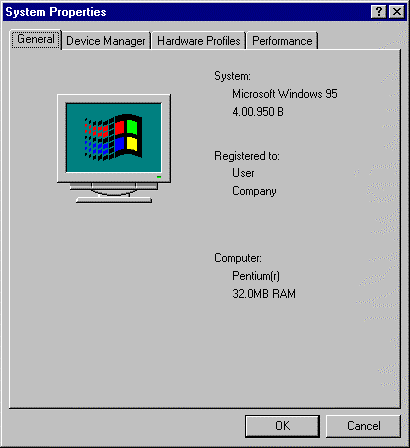 System Properties
General Device Manager Hardware Profiles Performance
System:
Microsoft Windows 95
4.00.950 B
Registered to:
User
Company
Computer:
Pentium(r)
32.0MB RAM
OK Cancel